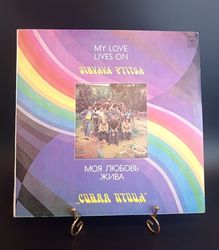 MY LOVE
LIVES ON
SINYAYA PTITSA
МОЯ ЛЮБОВЬ
ЖИВА
„СИНЯЯ ПТИЦА“